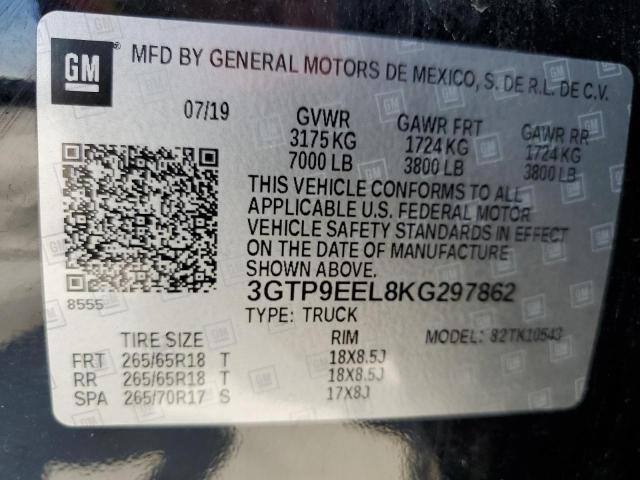 GM MFD BY GENERAL MOTORS DE MEXICO, S. DE R.L. DE C.V.
07/19 GVWR GAWR FRT GAWR RR
3175 KG 1724 KG 1724 KG
7000 LB 3800 LB 3800 LB
THIS VEHICLE CONFORMS TO ALL
APPLICABLE U.S. FEDERAL MOTOR
VEHICLE SAFETY STANDARDS IN EFFECT
ON THE DATE OF MANUFACTURE
SHOWN ABOVE.
8555 3GTP9EEL8KG297862
TYPE: TRUCK
TIRE SIZE RIM MODEL: 82TK10543
FRT 265/65R18 T 18X8.5J
RR 265/65R18 T 18X8.5J
SPA 265/70R17 S 17X8J